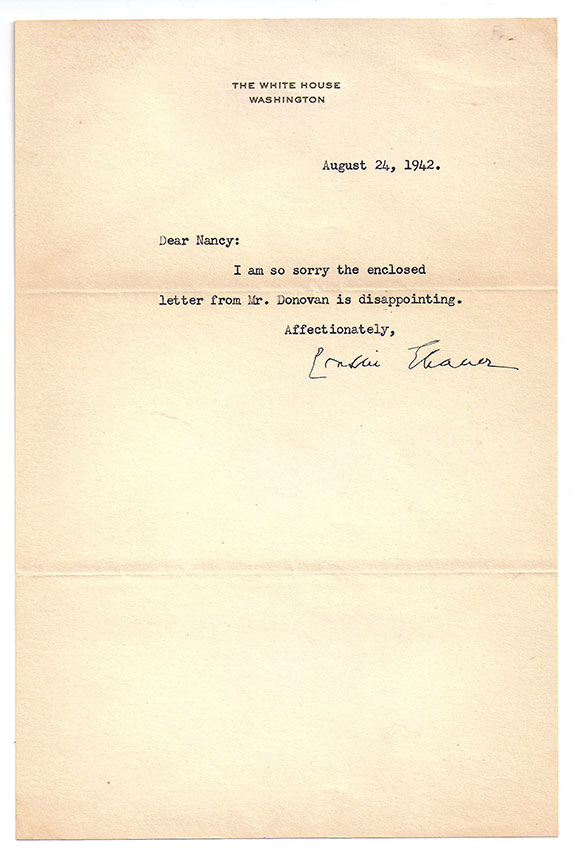 THE WHITE HOUSE
WASHINGTON
August 24, 1942.
Dear Nancy:
I am so sorry the enclosed
letter from Mr. Donovan is disappointing.
Affectionately,
Cousin Eleanor